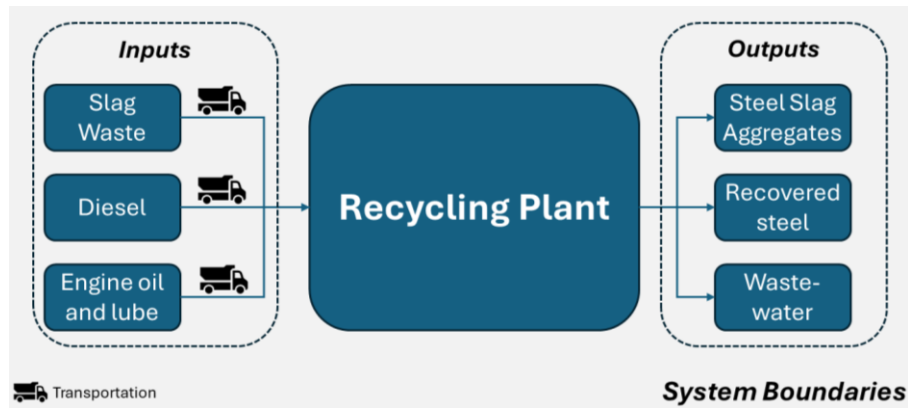 Inputs
Outputs
Slag
Waste
Diesel
Engine oil
and lube
Recycling Plant
Steel Slag
Aggregates
Recovered
steel
Waste-
water
Transportation
System Boundaries